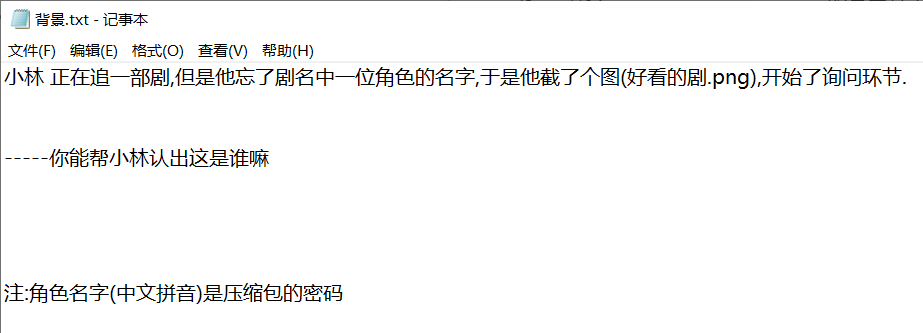 背景.txt - 记事本
文件(F) 编辑(E) 格式(O) 查看(V) 帮助(H)
小林 正在追一部剧,但是他忘了剧名中一位角色的名字,于是他截了个图(好看的剧.png),开始了询问环节.
-----你能帮小林认出这是谁嘛
注:角色名字(中文拼音)是压缩包的密码